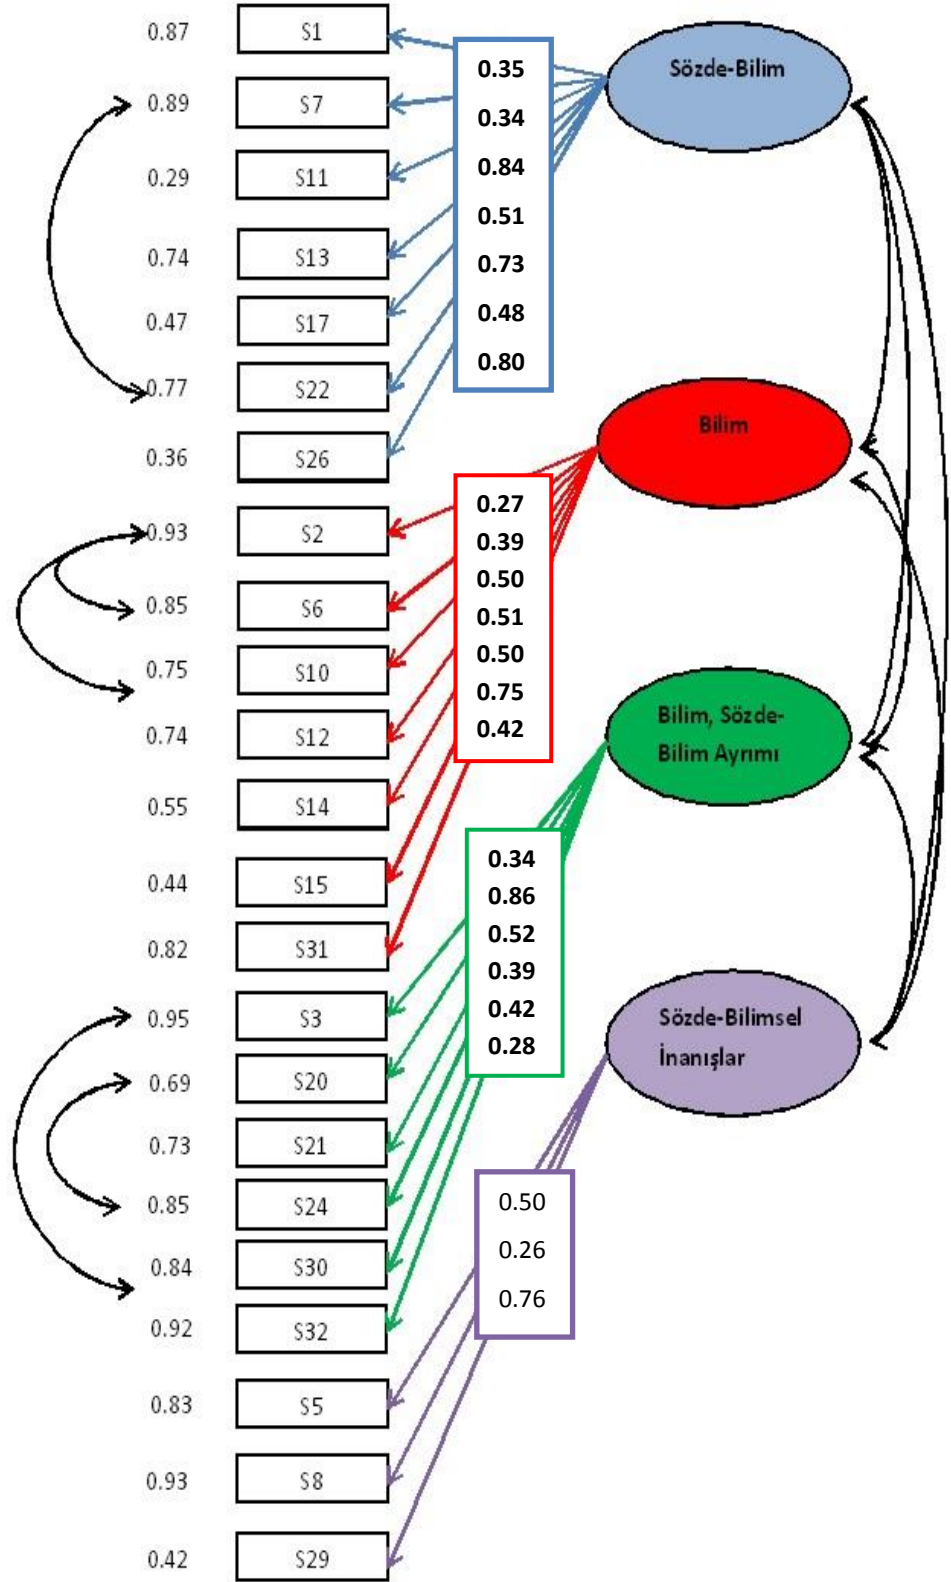 0.87 S1
0.89 S7
0.29 S11
0.74 S13
0.47 S17
0.77 S22
0.36 S26
0.93 S2
0.85 S6
0.75 S10
0.74 S12
0.55 S14
0.44 S15
0.82 S31
0.95 S3
0.69 S20
0.73 S21
0.85 S24
0.84 S30
0.92 S32
0.83 S5
0.93 S8
0.42 S29
0.35
0.34
0.84
0.51
0.73
0.48
0.80
0.27
0.39
0.50
0.51
0.50
0.75
0.42
0.34
0.86
0.52
0.39
0.42
0.28
0.50
0.26
0.76
Sözde-Bilim
Bilim
Bilim, Sözde-
Bilim Ayrımı
Sözde-Bilimsel
İnanışlar